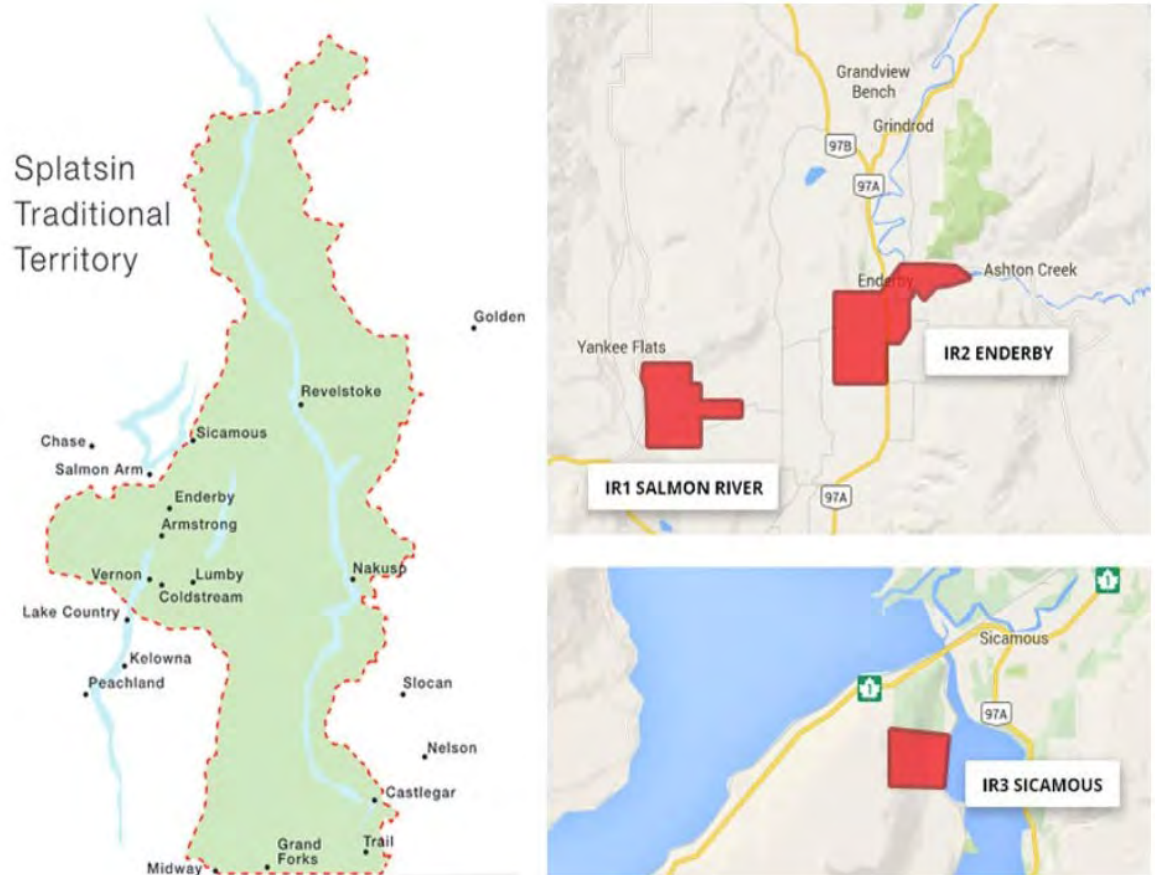 Splatsin
Traditional
Territory
Golden
Revelstoke
Chase
Sicamous
Salmon Arm
Enderby
Armstrong
Vernon
Lumby
Coldstream
Nakusp
Lake Country
Kelowna
Peachland
Slocan
Nelson
Castlegar
Trail
Grand
Forks
Midway
Grandview
Bench
Grindrod
97B
97A
Enderby
Ashton Creek
IR2 ENDERBY
Yankee Flats
IR1 SALMON RIVER
97A
1
Sicamous
1
97A
IR3 SICAMOUS